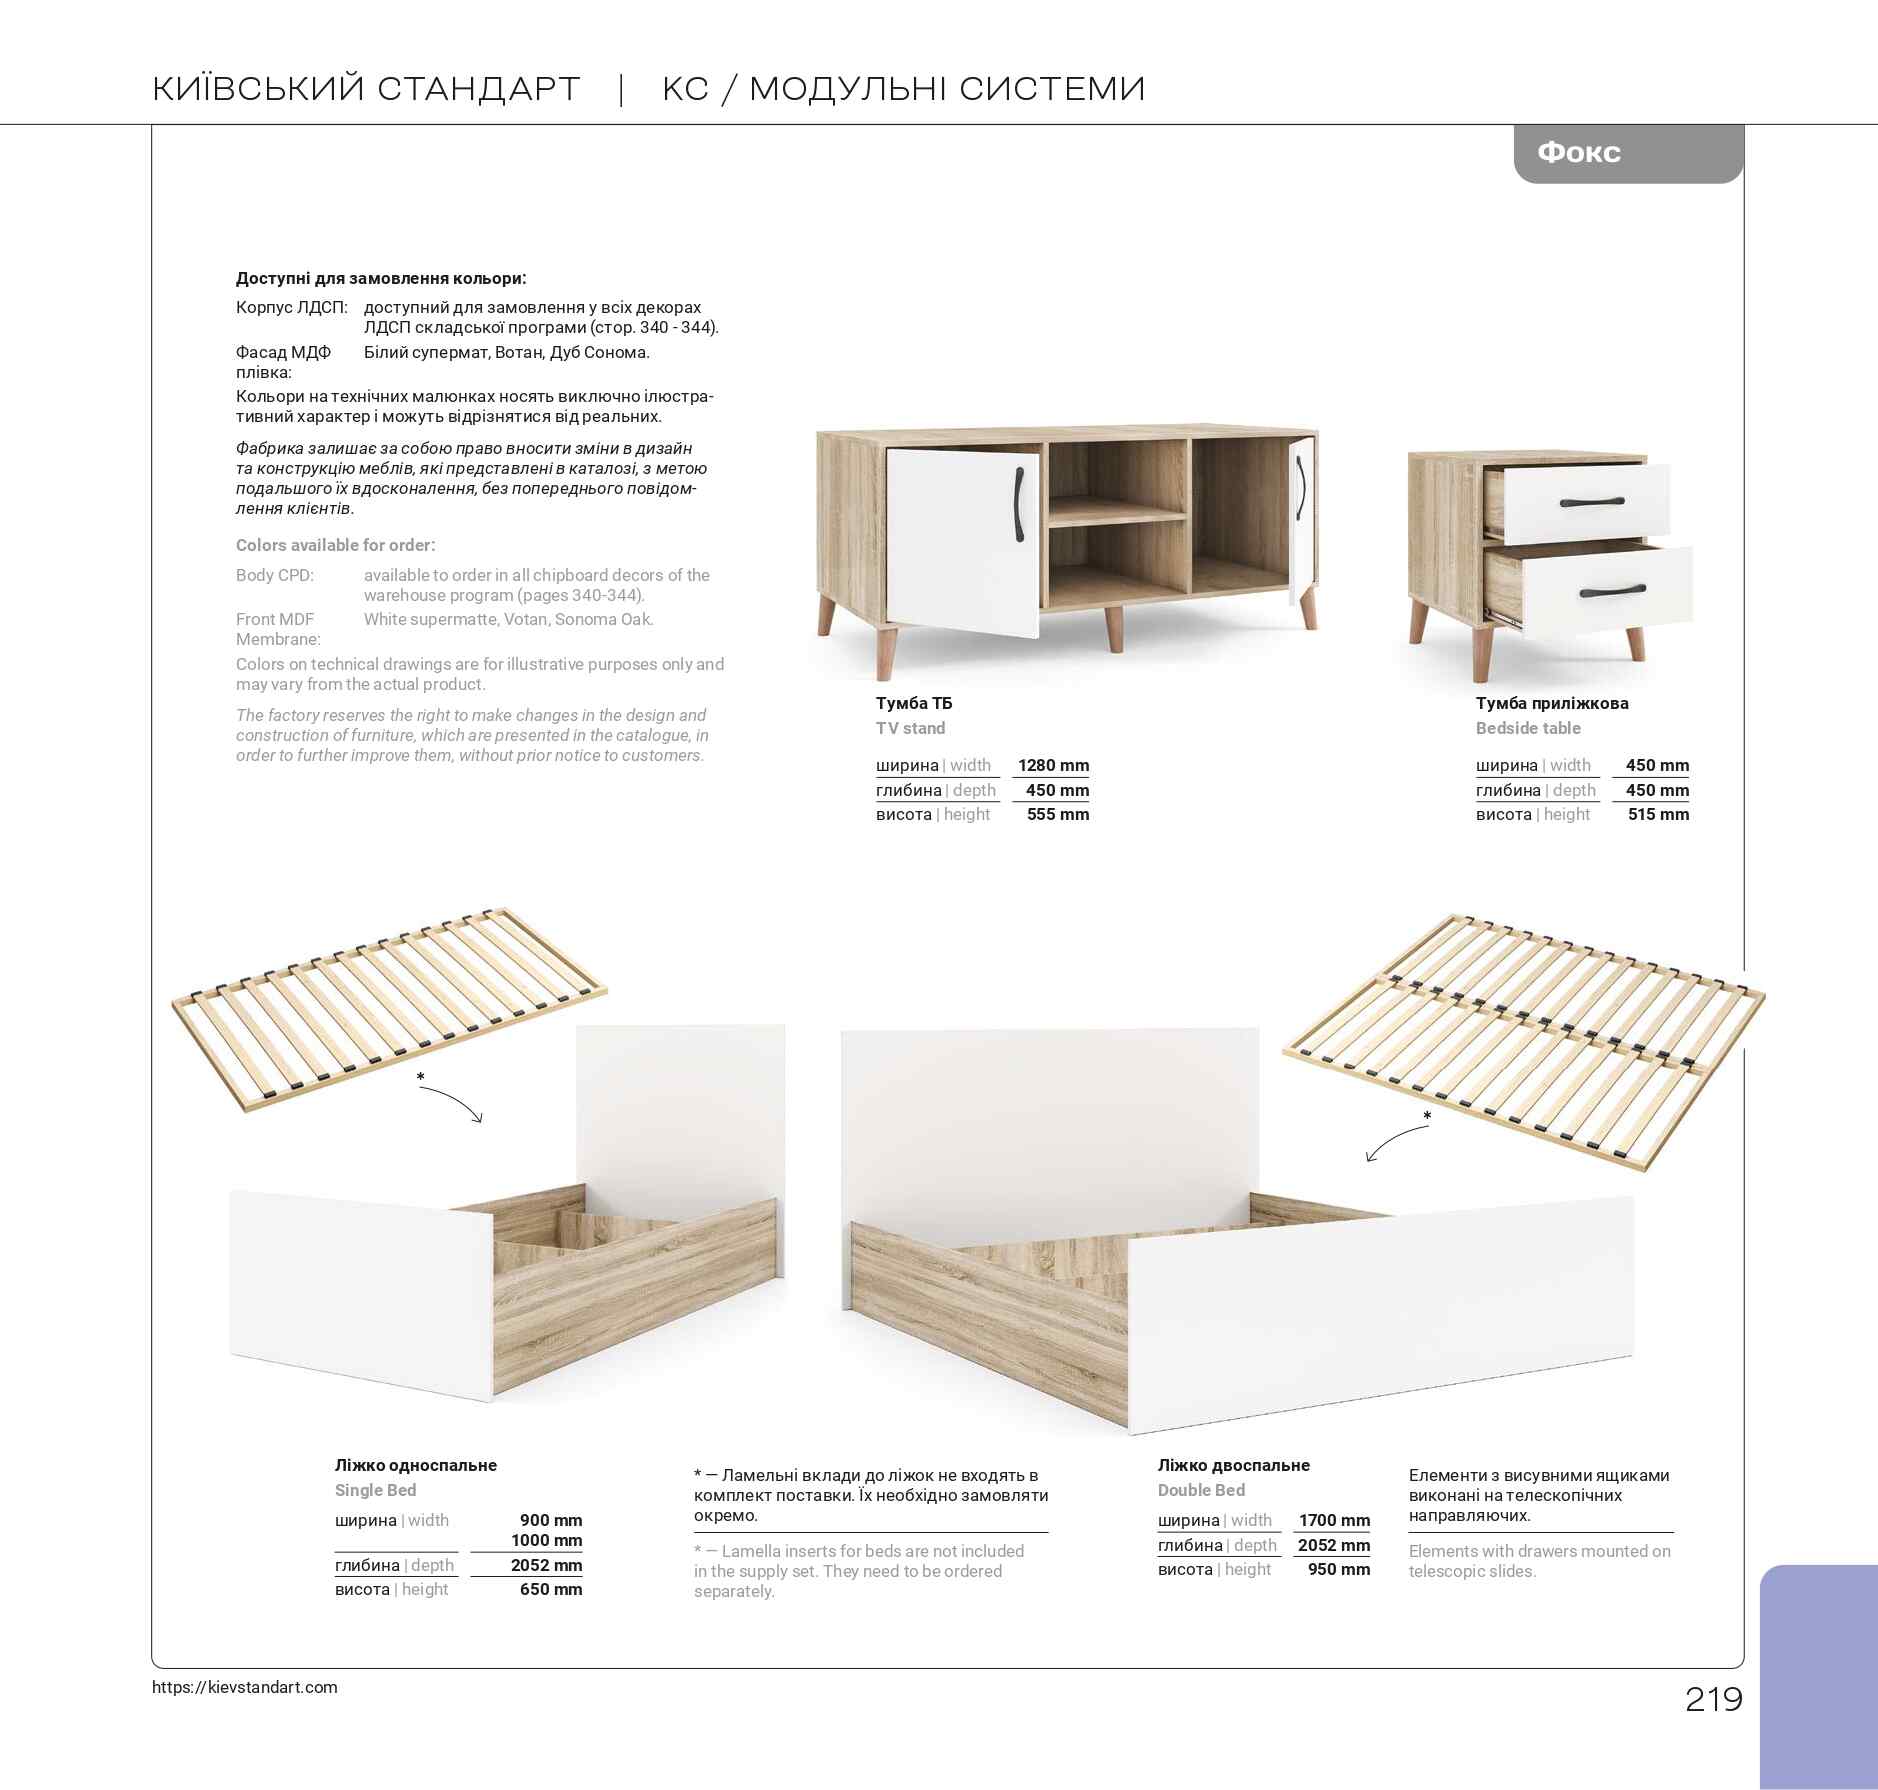 КИЇВСЬКИЙ СТАНДАРТ | КС / МОДУЛЬНІ СИСТЕМИ
Фокс
Доступні для замовлення кольори:
Корпус ЛДСП: доступний для замовлення у всіх декорах
ЛДСП складської програми (стор. 340 - 344).
Фасад МДФ Білий супермат, Вотан, Дуб Сонома.
плівка:
Кольори на технічних малюнках носять виключно ілюстра-
тивний характер і можуть відрізнятися від реальних.
Фабрика залишає за собою право вносити зміни в дизайн
та конструкцію меблів, які представлені в каталозі, з метою
подальшого їх вдосконалення, без попереднього повідом-
лення клієнтів.
Colors available for order:
Body CPD: available to order in all chipboard decors of the
warehouse program (pages 340-344).
Front MDF White supermatte, Votan, Sonoma Oak.
Membrane:
Colors on technical drawings are for illustrative purposes only and
may vary from the actual product.
The factory reserves the right to make changes in the design and
construction of furniture, which are presented in the catalogue, in
order to further improve them, without prior notice to customers.
Тумба ТБ
TV stand
ширина | width 1280 mm
глибина | depth 450 mm
висота | height 555 mm
Тумба приліжкова
Bedside table
ширина | width 450 mm
глибина | depth 450 mm
висота | height 515 mm
*
*
Ліжко односпальне
Single Bed
ширина | width 900 mm
1000 mm
глибина | depth 2052 mm
висота | height 650 mm
* — Ламельні вклади до ліжок не входять в
комплект поставки. Їх необхідно замовляти
окремо.
* — Lamella inserts for beds are not included
in the supply set. They need to be ordered
separately.
Ліжко двоспальне
Double Bed
ширина | width 1700 mm
глибина | depth 2052 mm
висота | height 950 mm
Елементи з висувними ящиками
виконані на телескопічних
направляючих.
Elements with drawers mounted on
telescopic slides.
https://kievstandart.com
219